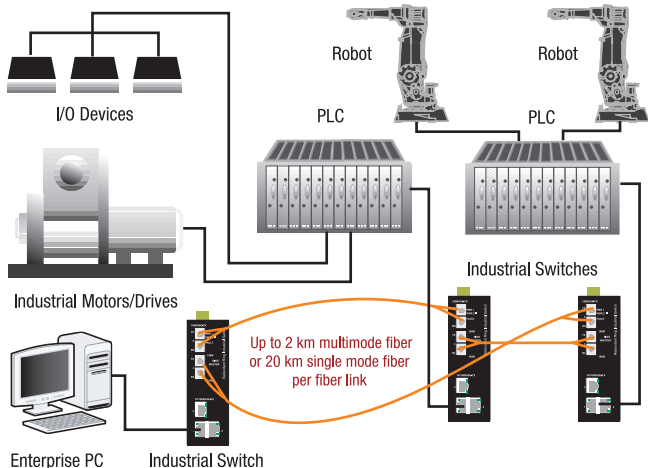 Robot
Robot
I/O Devices
PLC
PLC
Industrial Motors/Drives
Industrial Switches
Up to 2 km multimode fiber
or 20 km single mode fiber
per fiber link
Enterprise PC
Industrial Switch